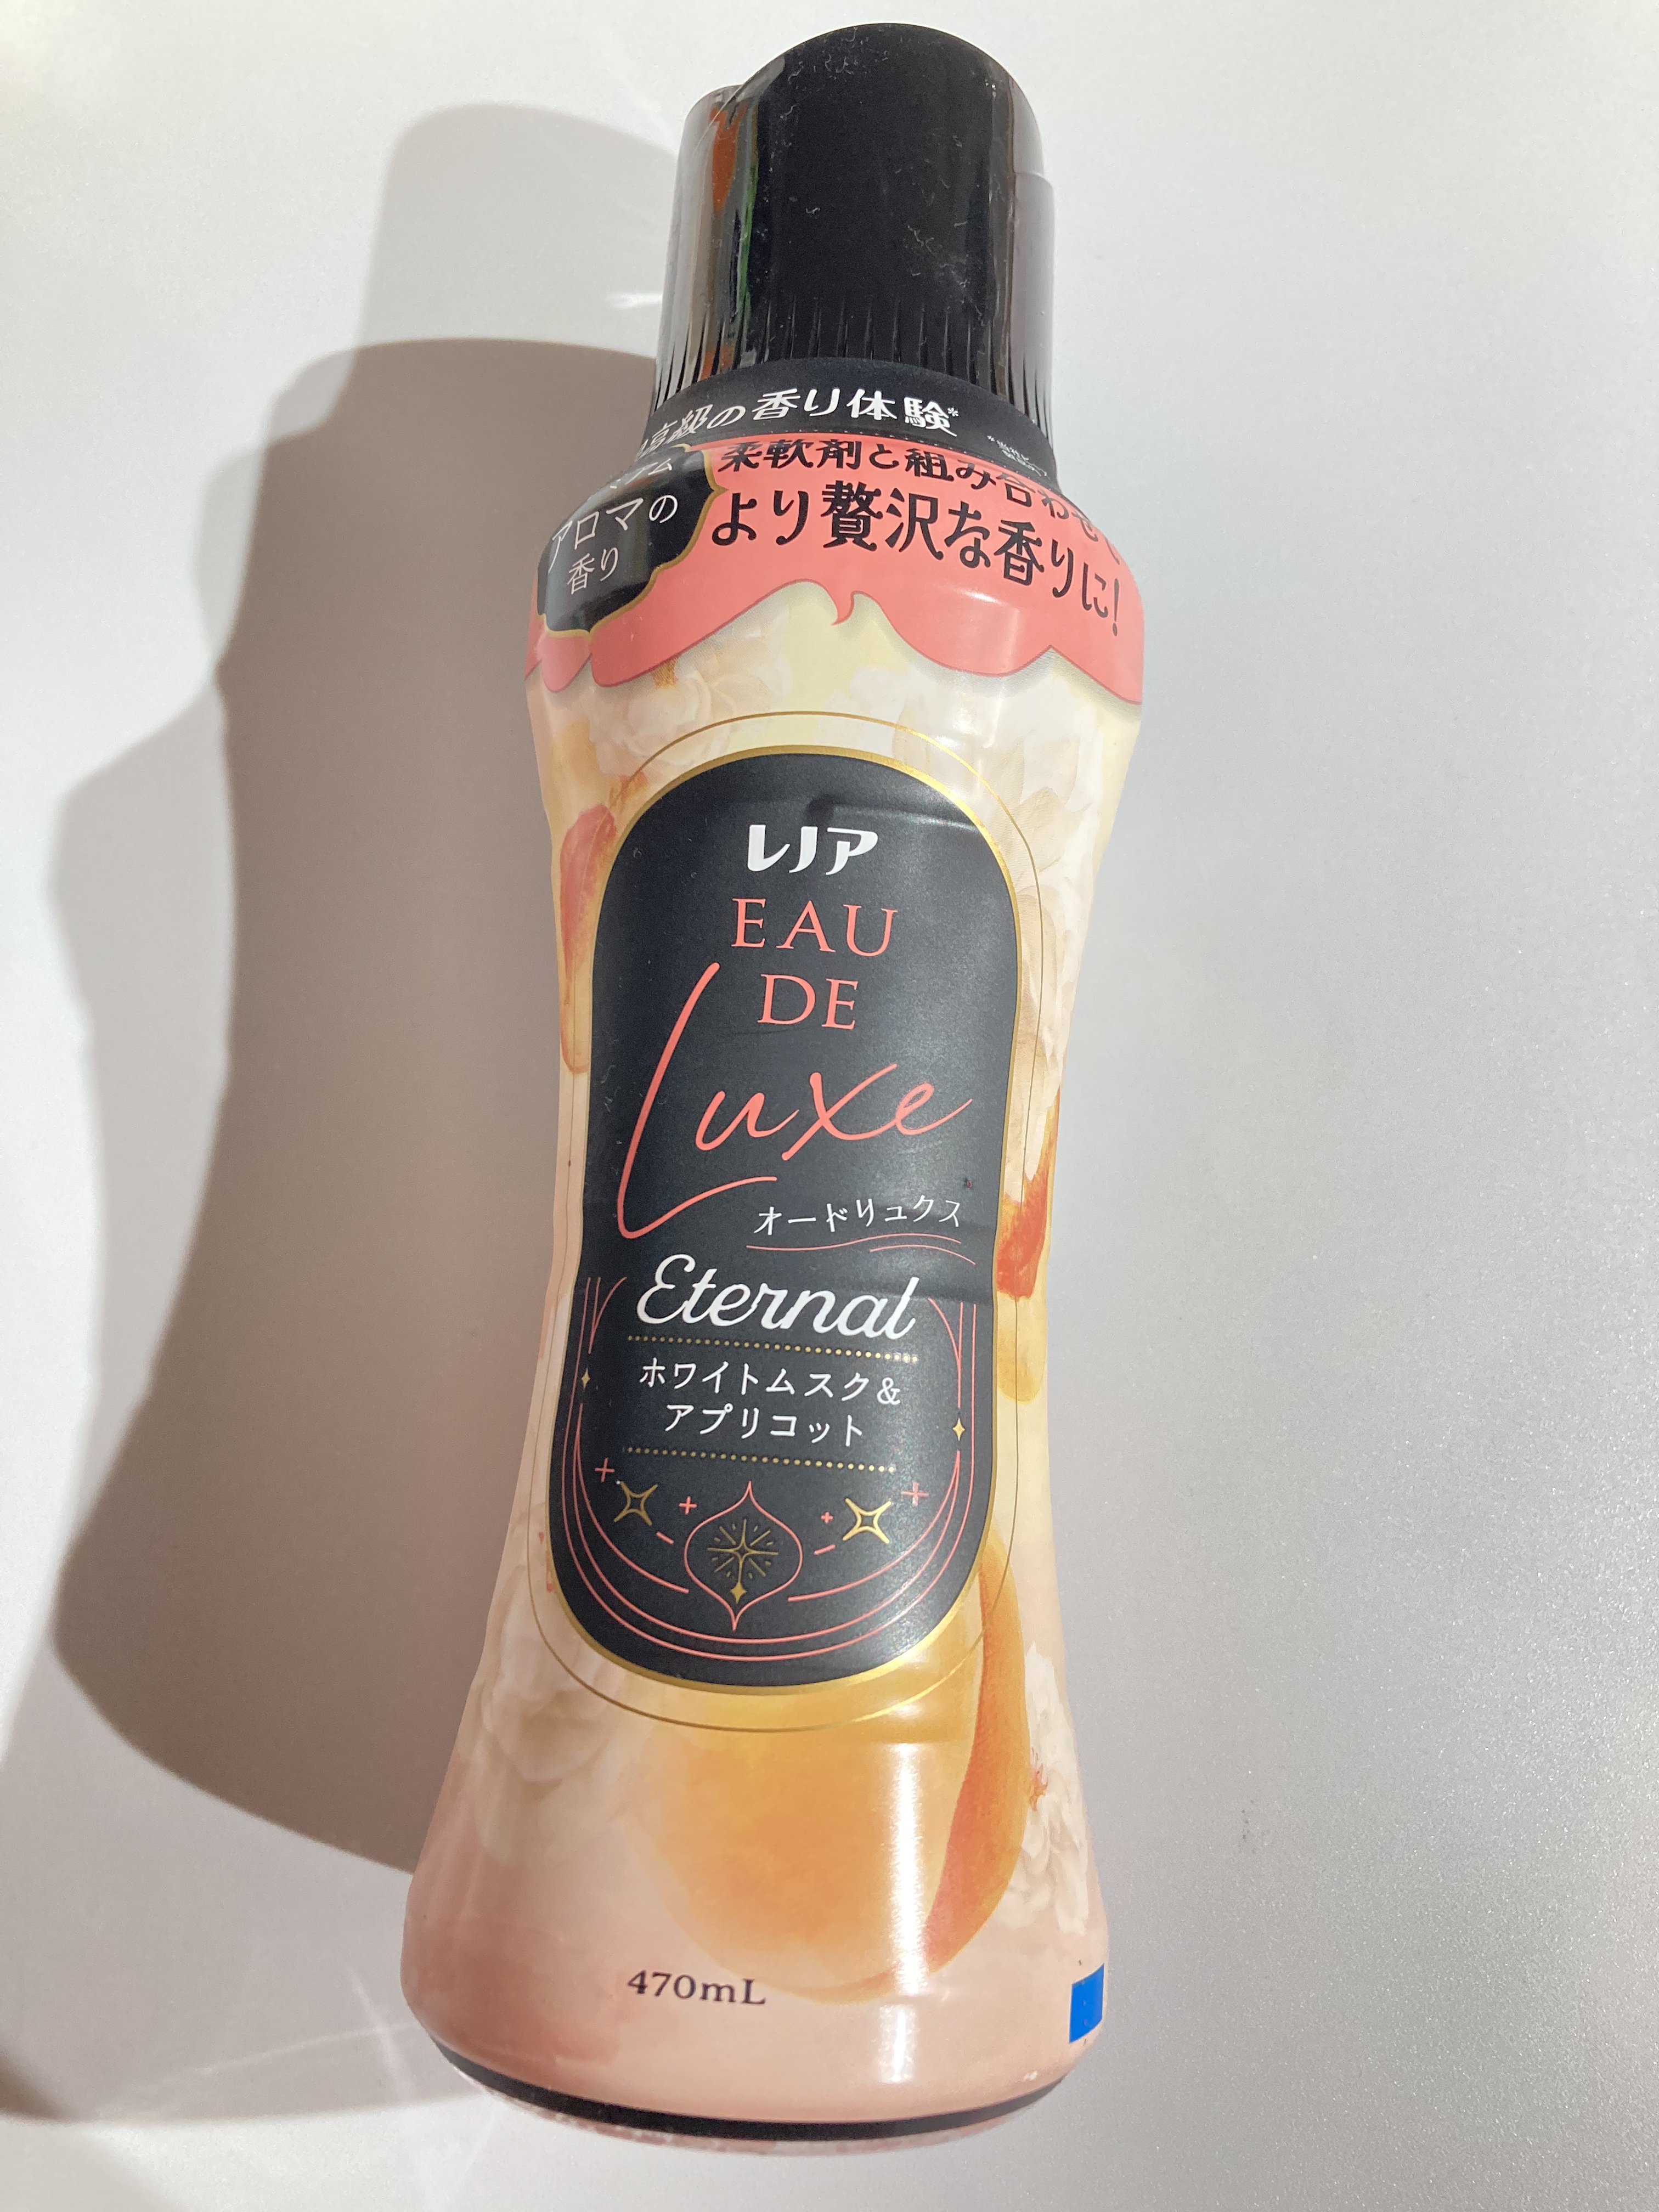 の香り体験*
アロマの
香り
柔軟剤と組み合わせて
より贅沢な香りに!
レノア
EAU
DE
Luxe
オードリュクス
Eternal
ホワイトムスク&
アプリコット
470mL